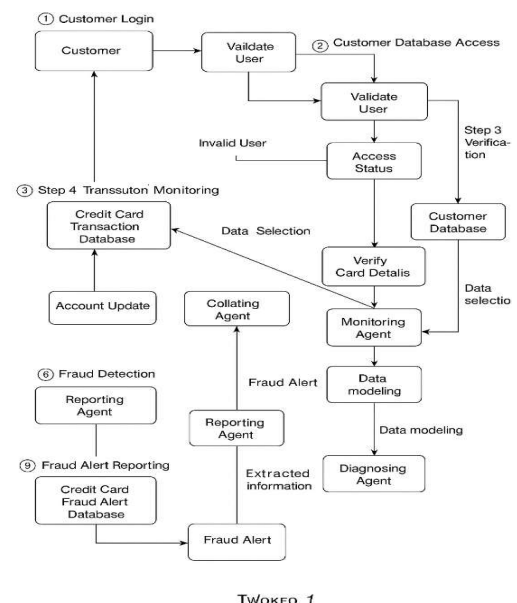 ① Customer Login
Customer
Vaildate
User
② Customer Database Access
Validate
User
Step 3
Verifica-
tion
Invalid User
Access
Status
③ Step 4 Transsuton' Monitoring
Credit Card
Transaction
Database
Data Selection
Customer
Database
Verify
Card Detalis
Account Update
Collating
Agent
Data
selectio
Monitoring
Agent
⑥ Fraud Detection
Fraud Alert
Data
modeling
Reporting
Agent
Reporting
Agent
Data modeling
⑨ Fraud Alert Reporting
Extracted
information
Diagnosing
Agent
Credit Card
Fraud Alert
Database
Fraud Alert
TWOKEO 1